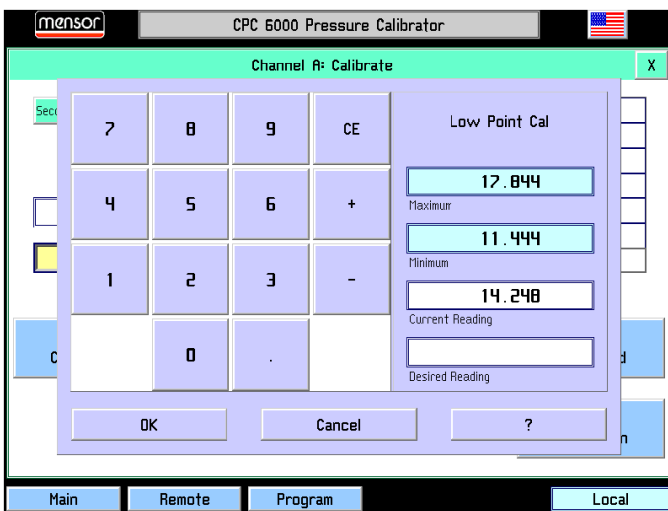 mensor
CPC 6000 Pressure Calibrator
Channel A: Calibrate
X
Seco
7 8 9 CE
4 5 6 + 
1 2 3 -
0 .
Low Point Cal
17.844
Maximum
11.444
Minimum
14.248
Current Reading
Desired Reading
C
d
n
OK Cancel ?
Main Remote Program Local